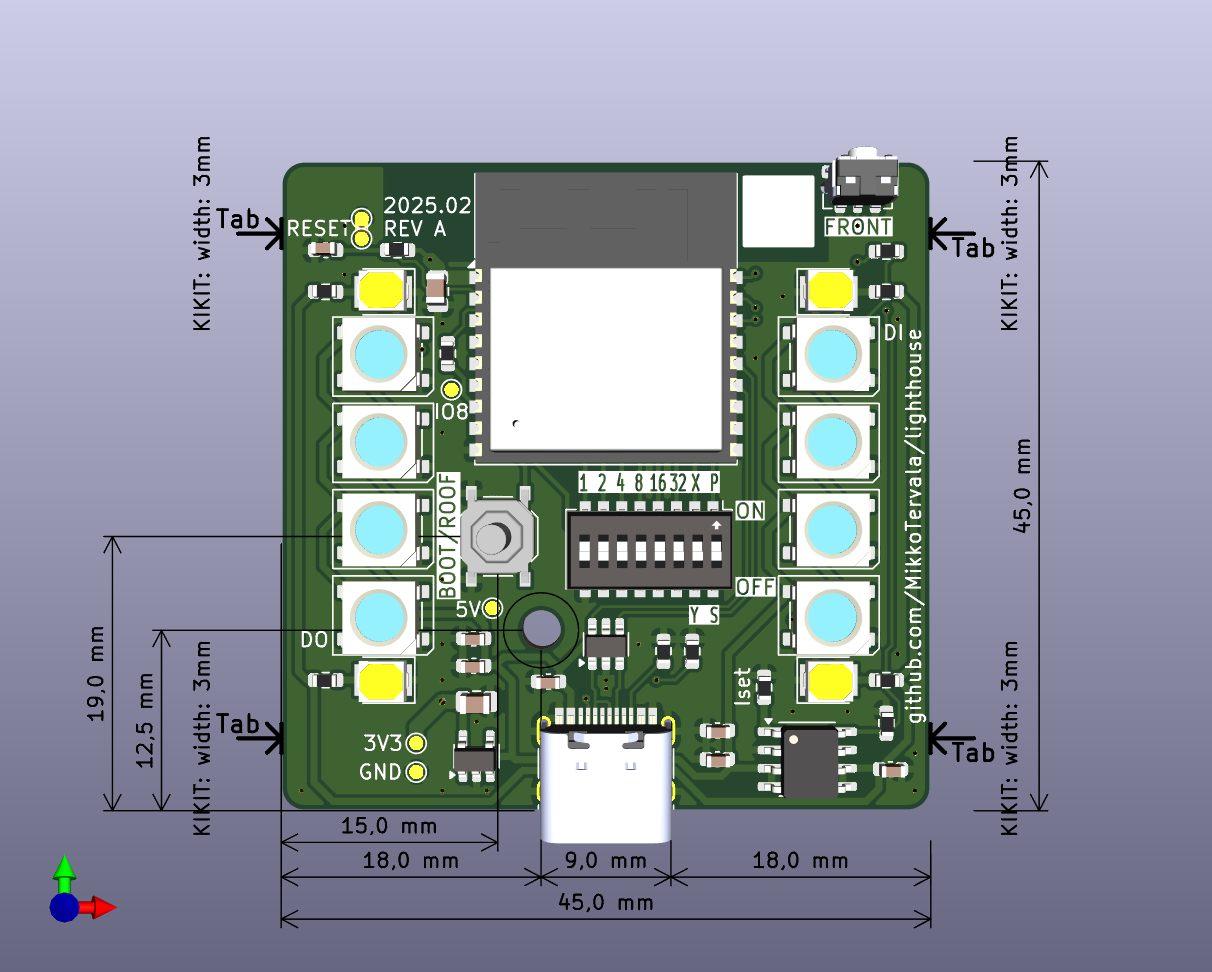 KIKIT: width: 3mm
KIKIT: width: 3mm
Tab
2025.02
RESET
REV A
FRONT
Tab
DI
IO8
github.com/MikkoTervala/lighthouse
45,0 mm
BOOT/ROOF
1 2 4 8 16 32 X P
ON
OFF
5V
Y S
DO
19,0 mm
12,5 mm
KIKIT: width: 3mm
KIKIT: width: 3mm
Iset
Tab
3V3
Tab
GND
15,0 mm
18,0 mm
9,0 mm
18,0 mm
45,0 mm